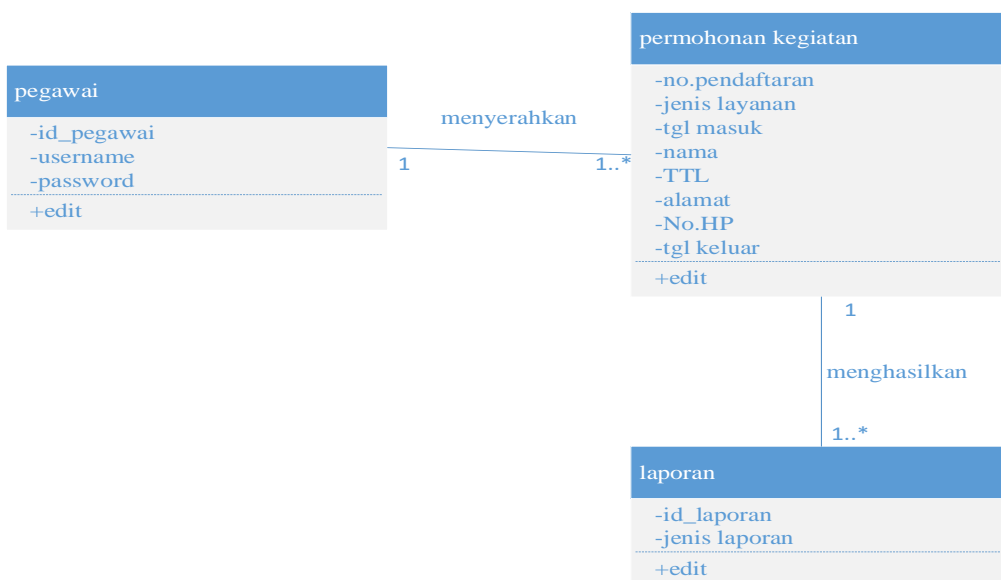 pegawai
-id_pegawai
-username
-password
+edit
menyerahkan
1
1..*
permohonan kegiatan
-no.pendaftaran
-jenis layanan
-tgl masuk
-nama
-TTL
-alamat
-No.HP
-tgl keluar
+edit
1
menghasilkan
1..*
laporan
-id_laporan
-jenis laporan
+edit